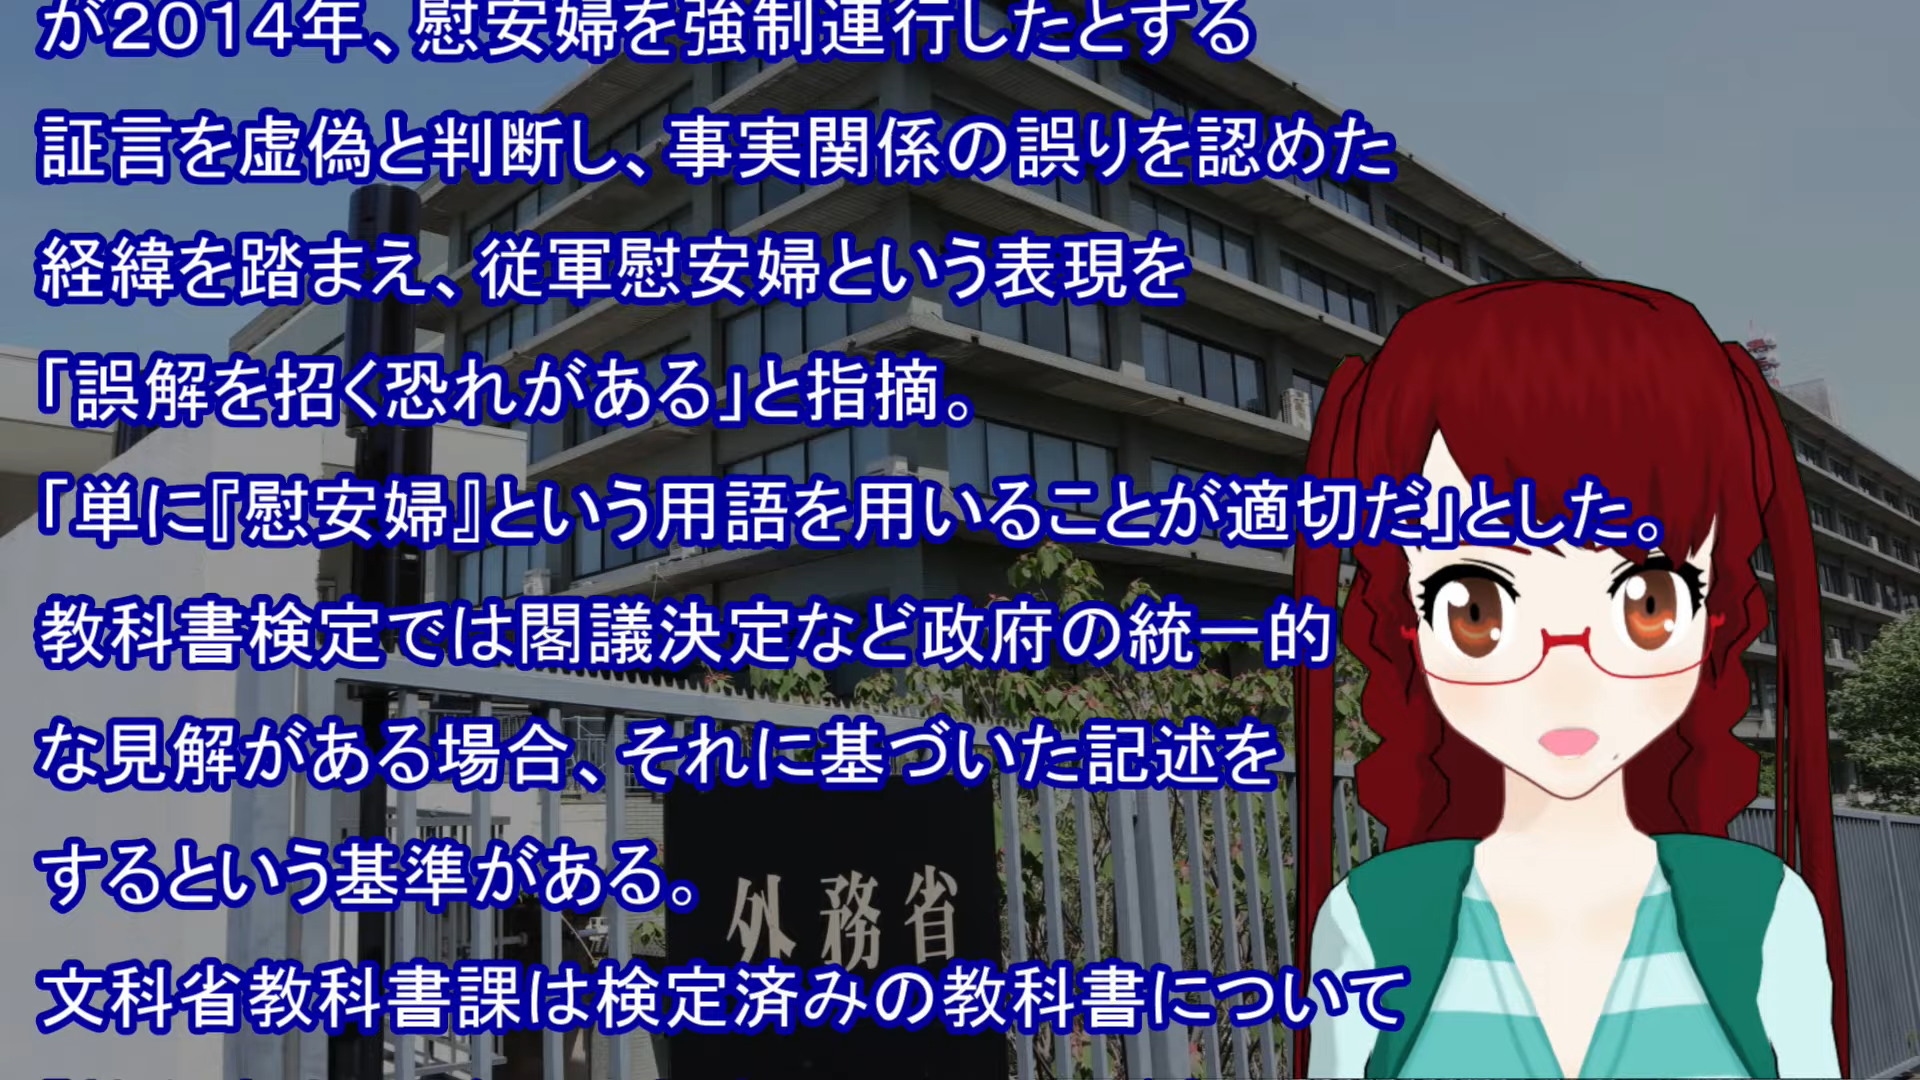 が２０１４年、慰安婦を強制連行したとする
証言を虚偽と判断し、事実関係の誤りを認めた
経緯を踏まえ、従軍慰安婦という表現を
「誤解を招く恐れがある」と指摘。
「単に『慰安婦』という用語を用いることが適切だ」とした。
教科書検定では閣議決定など政府の統一的
な見解がある場合、それに基づいた記述を
するという基準がある。
外務省
文科省教科書課は検定済みの教科書について